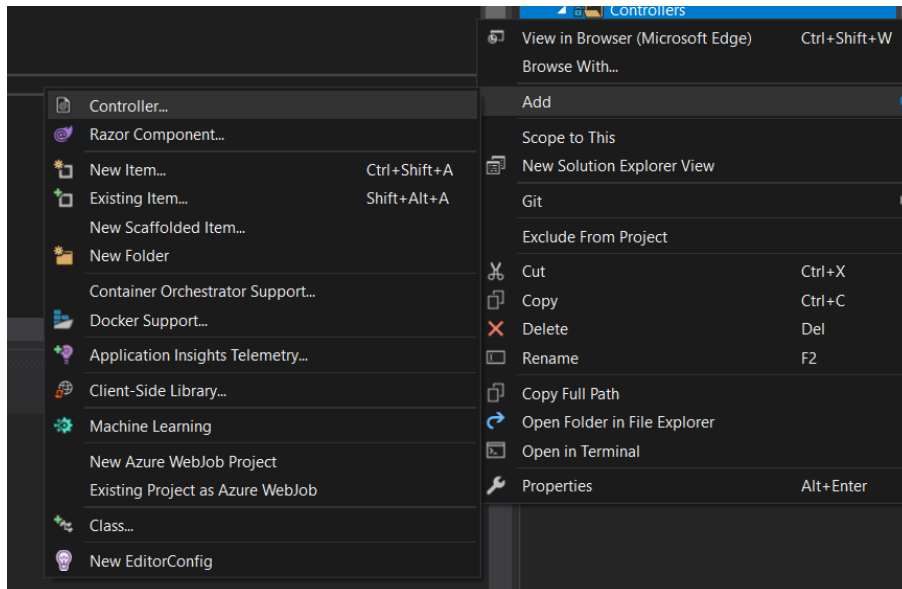 Controllers
View in Browser (Microsoft Edge) Ctrl+Shift+W
Browse With...
Add
Scope to This
New Solution Explorer View
Git
Exclude From Project
Cut Ctrl+X
Copy Ctrl+C
Delete Del
Rename F2
Copy Full Path
Open Folder in File Explorer
Open in Terminal
Properties Alt+Enter
Controller...
Razor Component...
New Item... Ctrl+Shift+A
Existing Item... Shift+Alt+A
New Scaffolded Item...
New Folder
Container Orchestrator Support...
Docker Support...
Application Insights Telemetry...
Client-Side Library...
Machine Learning
New Azure WebJob Project
Existing Project as Azure WebJob
Class...
New EditorConfig